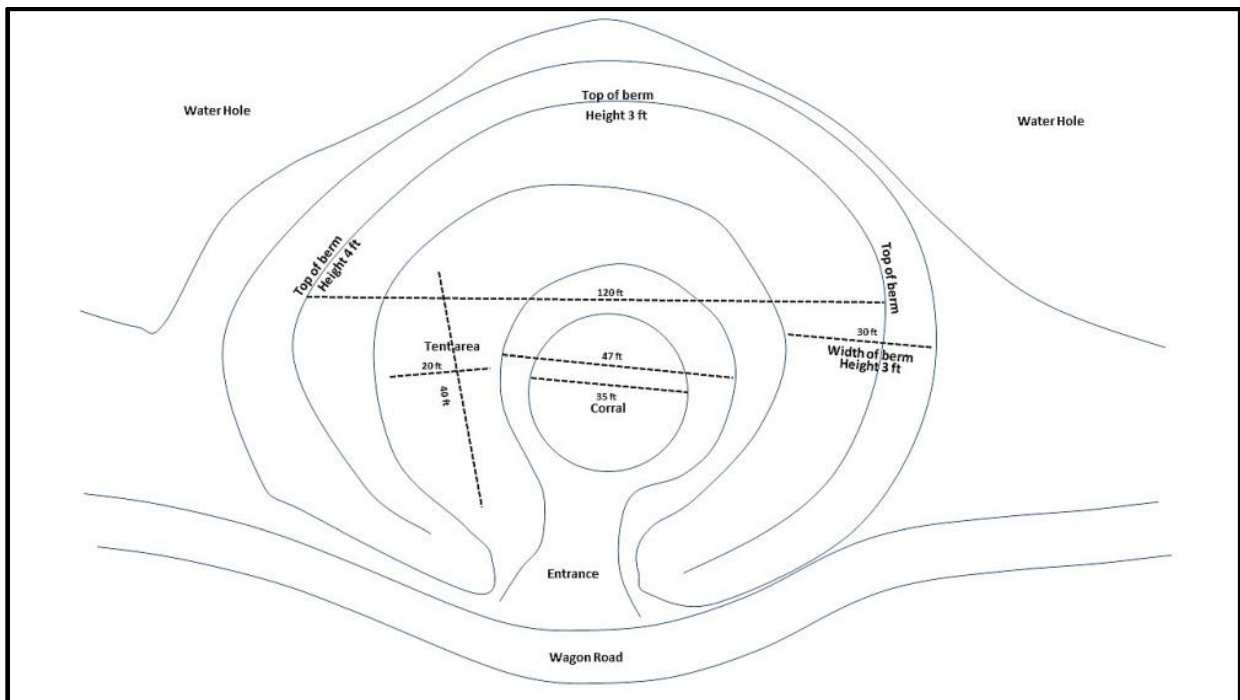 Top of berm
Height 3 ft
Water Hole
Water Hole
Top of berm
Height 4 ft
Top of berm
120 ft
30 ft
Width of berm
Height 3 ft
Tent area
47 ft
20 ft
40 ft
35 ft
Corral
Entrance
Wagon Road